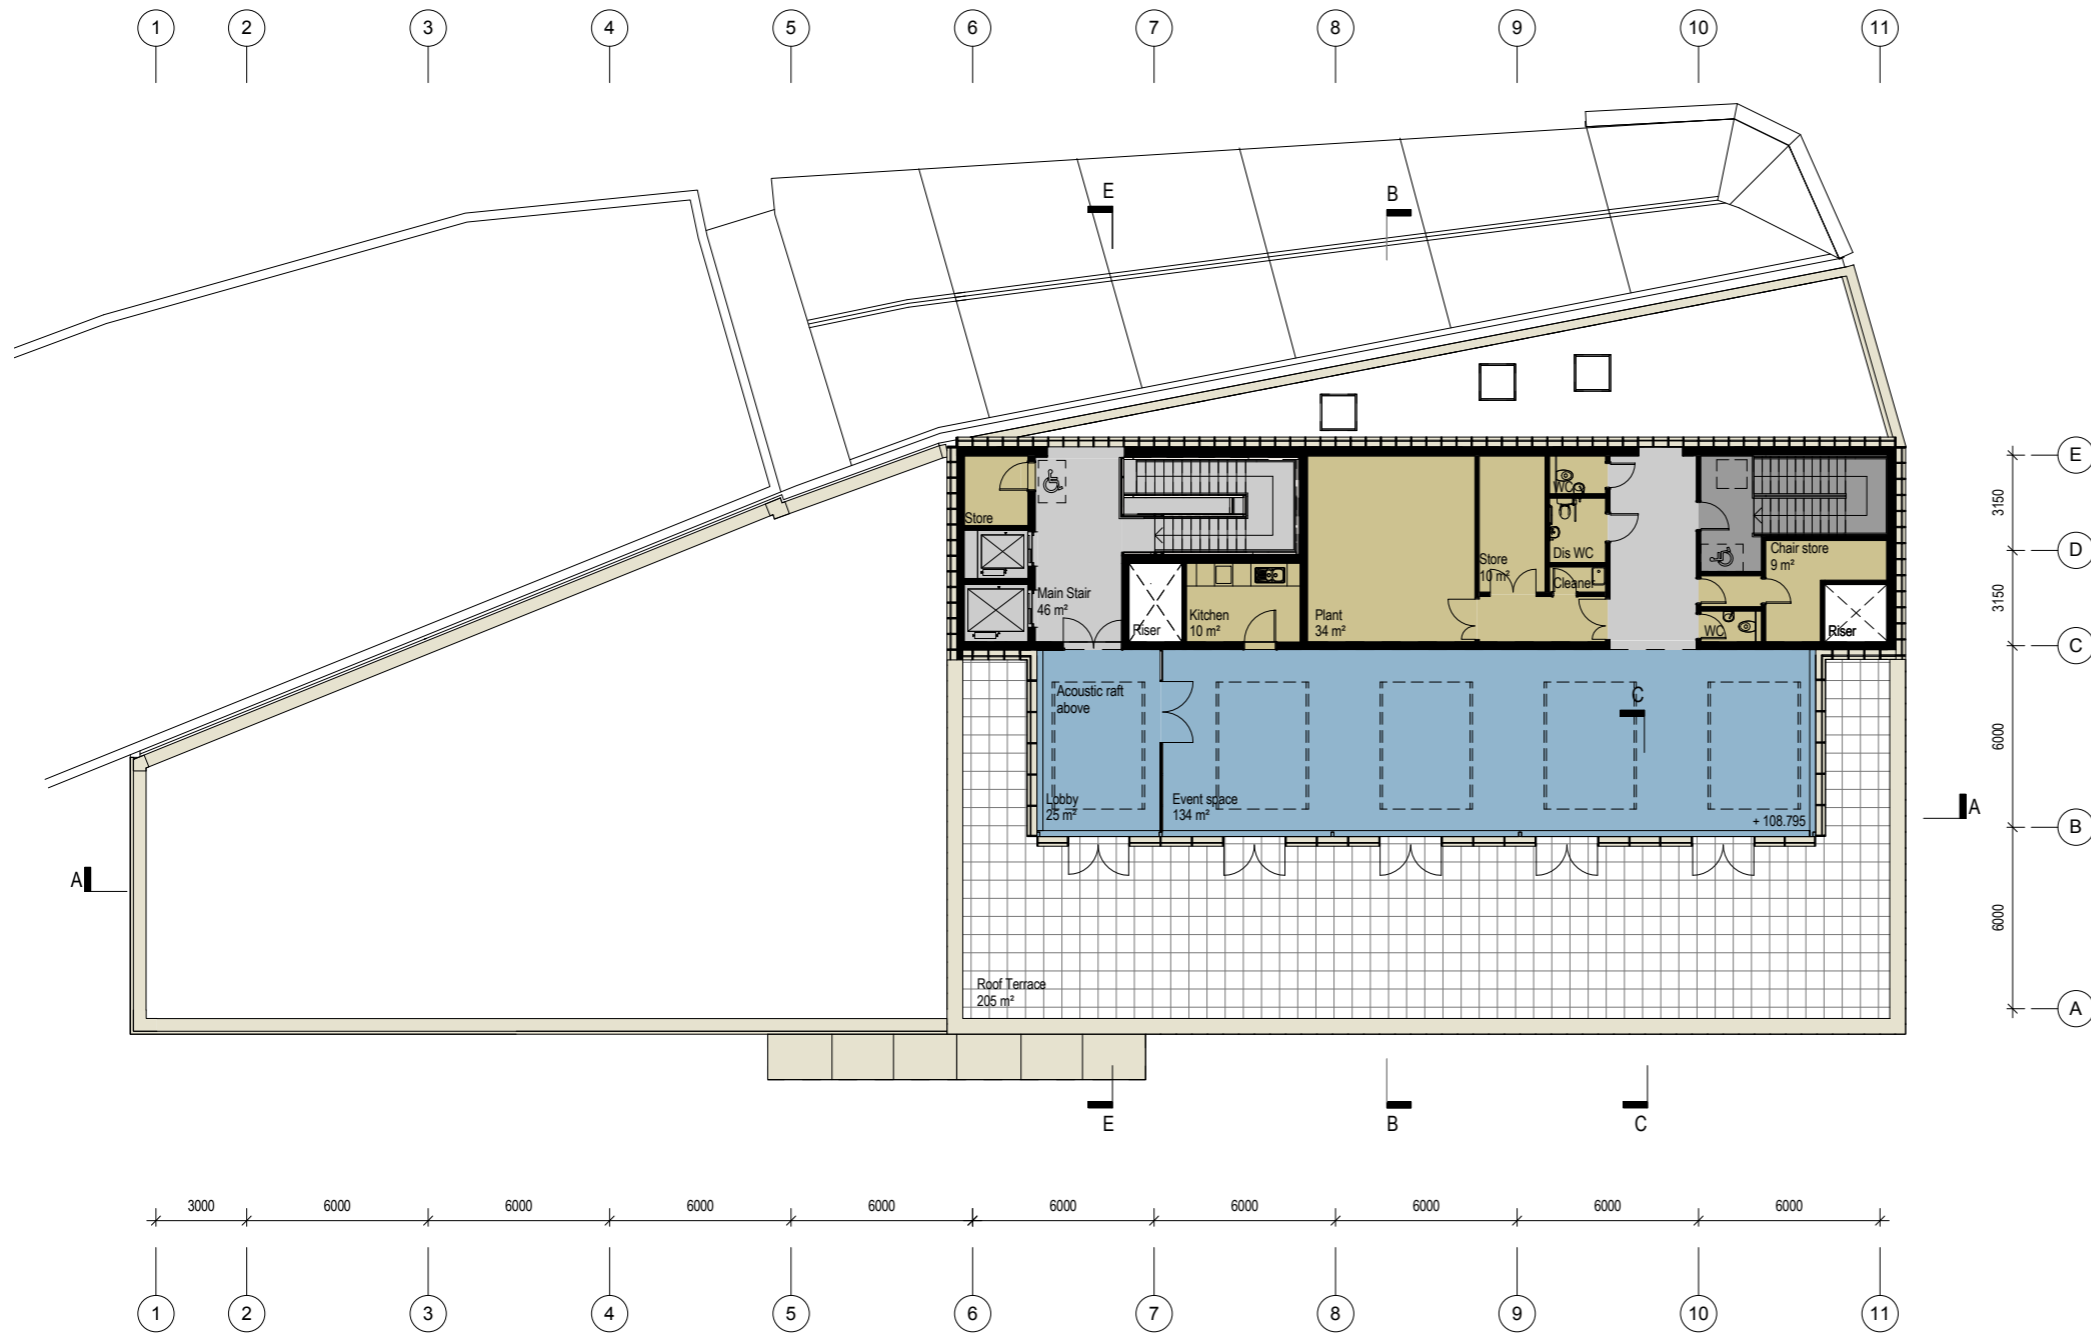 1 2 3 4 5 6 7 8 9 10 11
E B
E
3150
D
3150
C
6000
B
6000
A
Store
Main Stair
46 m²
Riser
Kitchen
10 m²
Plant
34 m²
Store
10 m²
WC
Dis WC
Cleaner
Chair store
9 m²
WC
Riser
Acoustic raft
above
C
Lobby
25 m²
Event space
134 m²
+ 108.795
A
A
Roof Terrace
205 m²
E B C
3000 6000 6000 6000 6000 6000 6000 6000 6000 6000
1 2 3 4 5 6 7 8 9 10 11